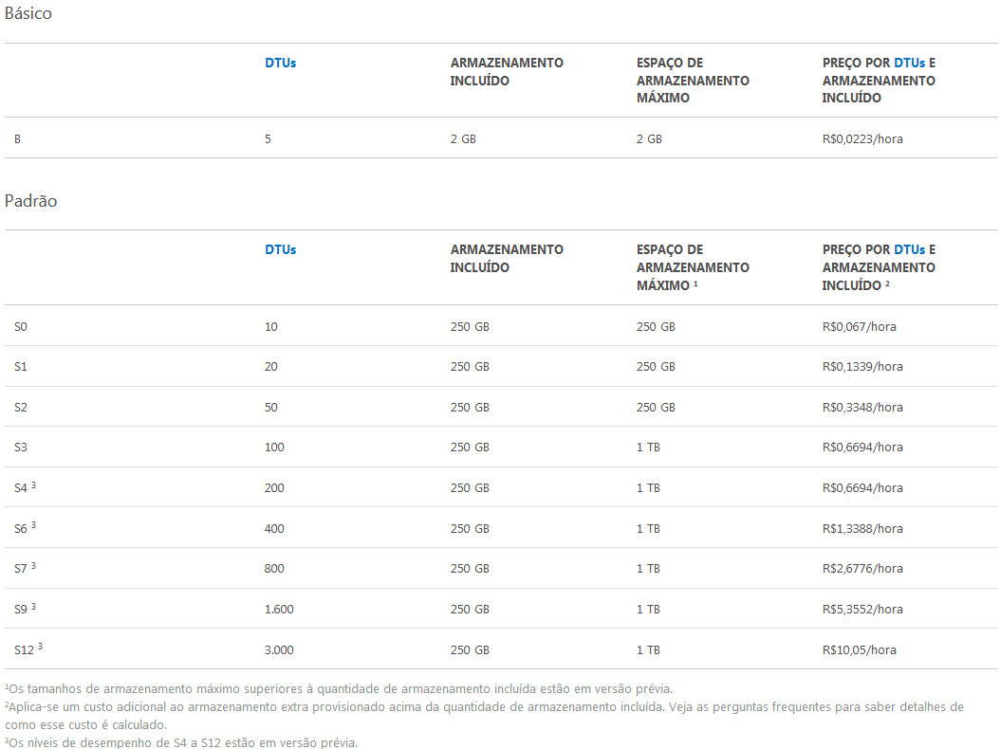 Básico
DTUs ARMAZENAMENTO INCLUÍDO ESPAÇO DE ARMAZENAMENTO MÁXIMO PREÇO POR DTUs E ARMAZENAMENTO INCLUÍDO
B 5 2 GB 2 GB R$0,0223/hora
Padrão
DTUs ARMAZENAMENTO INCLUÍDO ESPAÇO DE ARMAZENAMENTO MÁXIMO ¹ PREÇO POR DTUs E ARMAZENAMENTO INCLUÍDO ²
S0 10 250 GB 250 GB R$0,067/hora
S1 20 250 GB 250 GB R$0,1339/hora
S2 50 250 GB 250 GB R$0,3348/hora
S3 100 250 GB 1 TB R$0,6694/hora
S4 ³ 200 250 GB 1 TB R$0,6694/hora
S6 ³ 400 250 GB 1 TB R$1,3388/hora
S7 ³ 800 250 GB 1 TB R$2,6776/hora
S9 ³ 1.600 250 GB 1 TB R$5,3552/hora
S12 ³ 3.000 250 GB 1 TB R$10,05/hora
¹Os tamanhos de armazenamento máximo superiores à quantidade de armazenamento incluída estão em versão prévia.
²Aplica-se um custo adicional ao armazenamento extra provisionado acima da quantidade de armazenamento incluída. Veja as perguntas frequentes para saber detalhes de
como esse custo é calculado.
³Os níveis de desempenho de S4 a S12 estão em versão prévia.